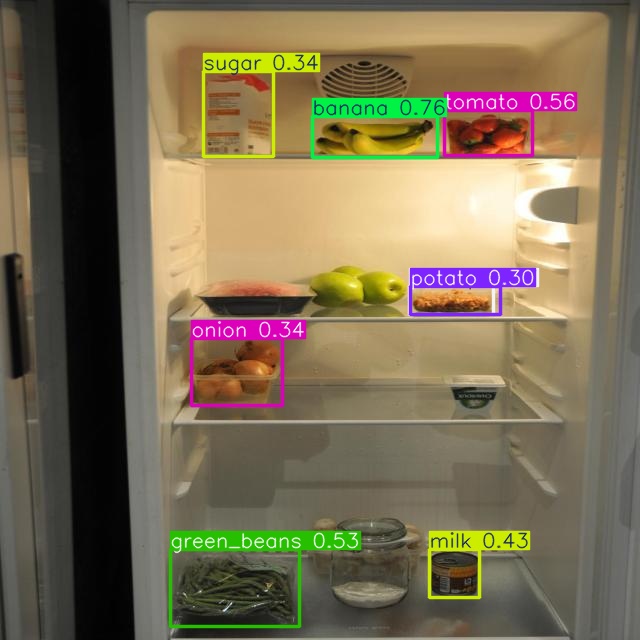 sugar 0.34
banana 0.76
tomato 0.56
potato 0.30
onion 0.34
green_beans 0.53
milk 0.43